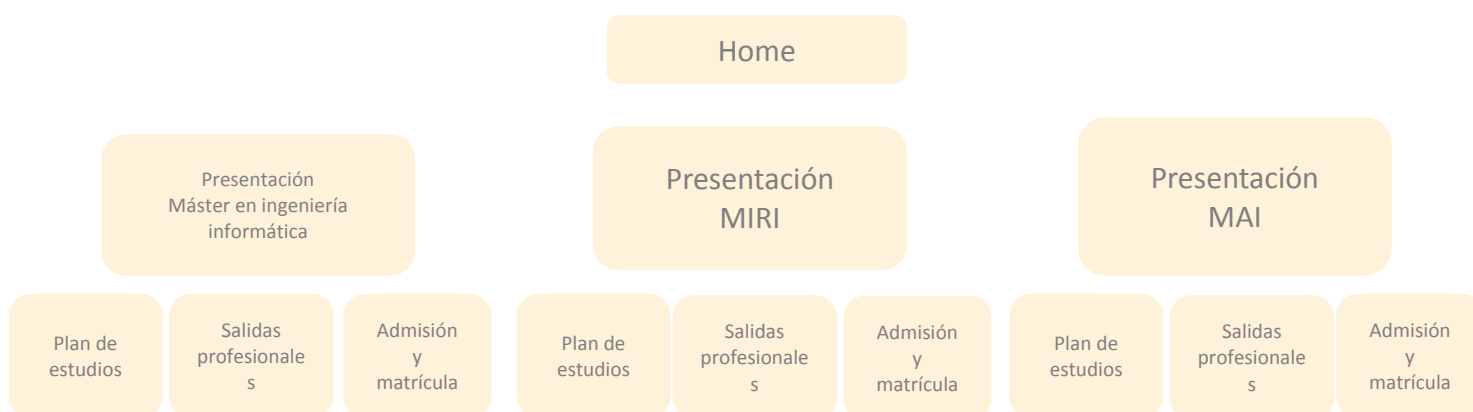 Home
Presentación
Máster en ingeniería
informática
Presentación
MIRI
Presentación
MAI
Plan de
estudios
Salidas
profesionale
s
Admisión
y
matrícula
Plan de
estudios
Salidas
profesionale
s
Admisión
y
matrícula
Plan de
estudios
Salidas
profesionale
s
Admisión
y
matrícula